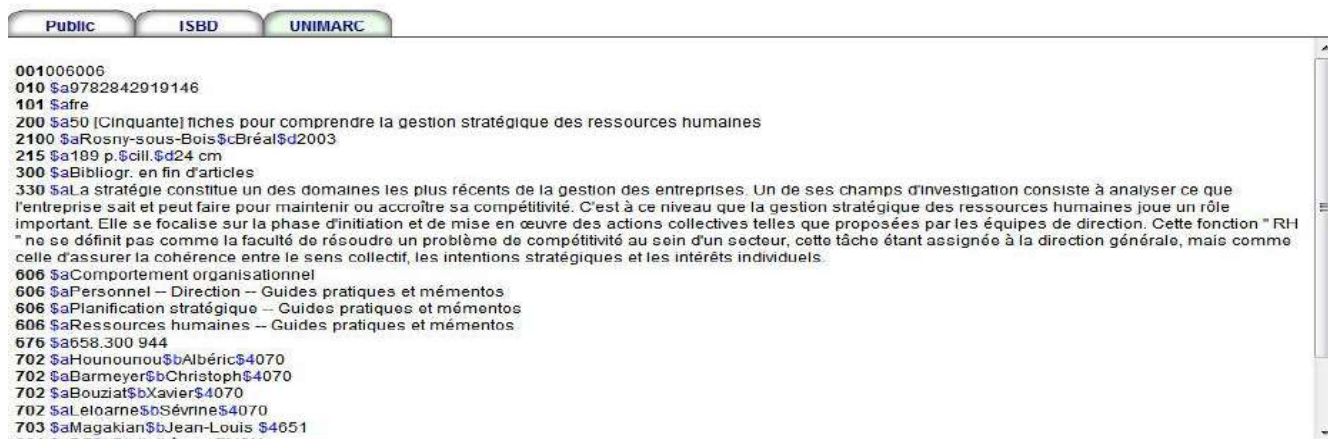 Public ISBD UNIMARC
001006006
010 $a9782842919146
101 $afre
200 $a50 [Cinquante] fiches pour comprendre la gestion stratégique des ressources humaines
2100 $aRosny-sous-Bois$cBréal$d2003
215 $a189 p.$cill.$d24 cm
300 $aBibliogr. en fin d'articles
330 $aLa stratégie constitue un des domaines les plus récents de la gestion des entreprises. Un de ses champs d'investigation consiste à analyser ce que
l'entreprise sait et peut faire pour maintenir ou accroître sa compétitivité. C'est à ce niveau que la gestion stratégique des ressources humaines joue un rôle
important. Elle se focalise sur la phase d'initiation et de mise en œuvre des actions collectives telles que proposées par les équipes de direction. Cette fonction " RH
" ne se définit pas comme la faculté de résoudre un problème de compétitivité au sein d'un secteur, cette tâche étant assignée à la direction générale, mais comme
celle d'assurer la cohérence entre le sens collectif, les intentions stratégiques et les intérêts individuels.
606 $aComportement organisationnel
606 $aPersonnel -- Direction -- Guides pratiques et mémentos
606 $aPlanification stratégique -- Guides pratiques et mémentos
606 $aRessources humaines -- Guides pratiques et mémentos
676 $a658.300 944
702 $aHounounou$bAlbéric$4070
702 $aBarmeyer$bChristoph$4070
702 $aBouziat$bXavier$4070
702 $aLeloarne$bSévrine$4070
703 $aMagakian$bJean-Louis $4651